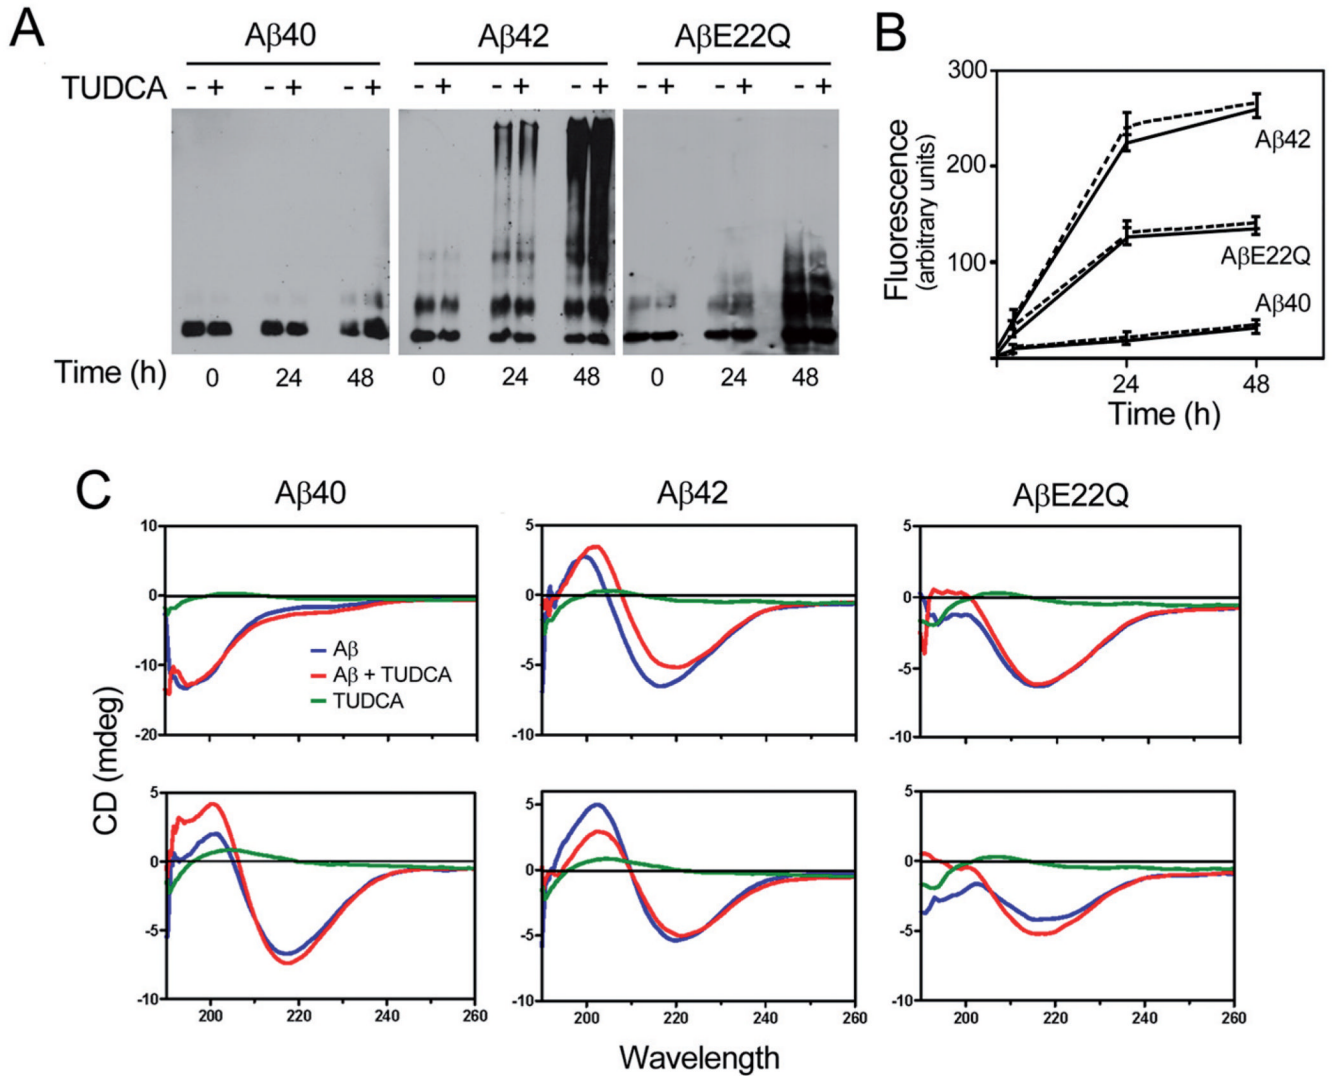 A
Aβ40
Aβ42
AβE22Q
TUDCA
- + - + - +
- + - + - +
- + - + - +
Time (h)
0 24 48
0 24 48
0 24 48
B
300
200
100
Fluorescence
(arbitrary units)
Aβ42
AβE22Q
Aβ40
24 48
Time (h)
C
Aβ40
Aβ42
AβE22Q
10
0
-10
-20
Aβ
Aβ + TUDCA
TUDCA
5
0
-5
-10
5
0
-5
-10
CD (mdeg)
5
0
-5
-10
200 220 240 260
5
0
-5
-10
200 220 240 260
5
0
-5
-10
200 220 240 260
Wavelength